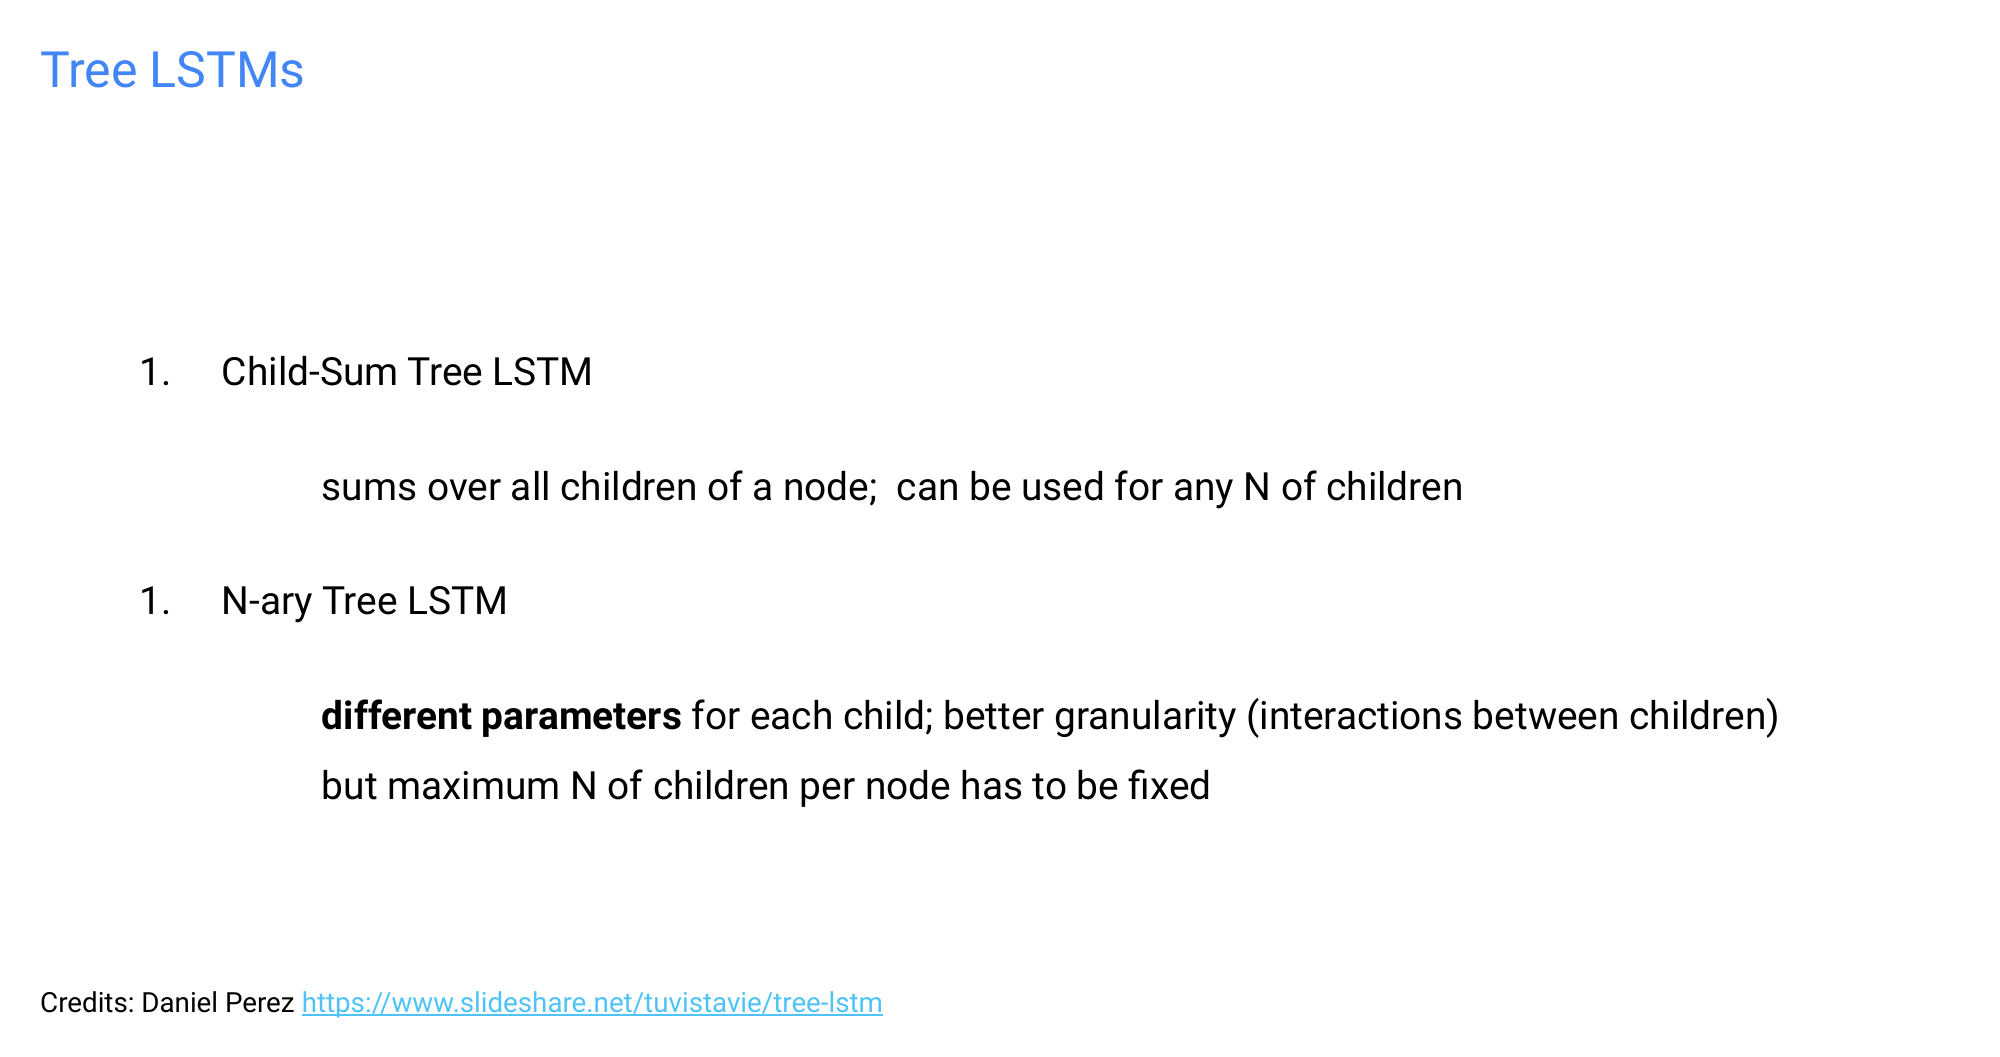 Tree LSTMs
1. Child-Sum Tree LSTM
sums over all children of a node;  can be used for any N of children
1. N-ary Tree LSTM
different parameters for each child; better granularity (interactions between children)
but maximum N of children per node has to be fixed
Credits: Daniel Perez https://www.slideshare.net/tuvistavie/tree-lstm